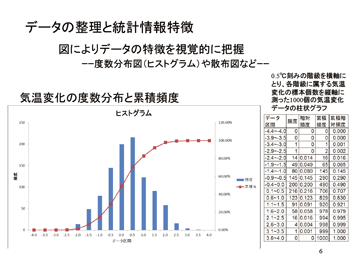 データの整理と統計情報特徴
図によりデータの特徴を視覚的に把握
ーー度数分布図(ヒストグラム)や散布図などーー
0.5℃刻みの階級を横軸に
とり、各階級に属する気温
変化の標本個数を縦軸に
測った1000個の気温変化
データの柱状グラフ
気温変化の度数分布と累積頻度
ヒストグラム
250
200
150
100
50
0
120.00%
100.00%
80.00%
60.00%
40.00%
20.00%
0.00%
頻度
-4.0 -3.5 -3.0 -2.5 -2.0 -1.5 -1.0 -0.5 0.0 0.5 1.0 1.5 2.0 2.5 3.0 3.5 4.0
データ区間
頻度
累積 %
データ区間 頻度 相対頻度 累積頻度 累積相対頻度
-4.4~-4.0 0 0 0 0.000
-3.9~-3.5 0 0 0 0.000
-3.4~-3.0 1 0 1 0.001
-2.9~-2.5 1 0 2 0.002
-2.4~-2.0 14 0.014 16 0.016
-1.9~-1.5 49 0.049 65 0.065
-1.4~-1.0 80 0.080 145 0.145
-0.9~-0.5 145 0.145 290 0.290
-0.4~0.0 200 0.200 490 0.490
0.1~0.5 216 0.216 706 0.707
0.6~1.0 123 0.123 829 0.830
1.1~1.5 91 0.091 920 0.921
1.6~2.0 58 0.058 978 0.979
2.1~2.5 16 0.016 994 0.995
2.6~3.0 4 0.004 998 0.999
3.1~3.5 1 0.001 999 1.000
3.6~4.0 0 0 1000 1.000
6